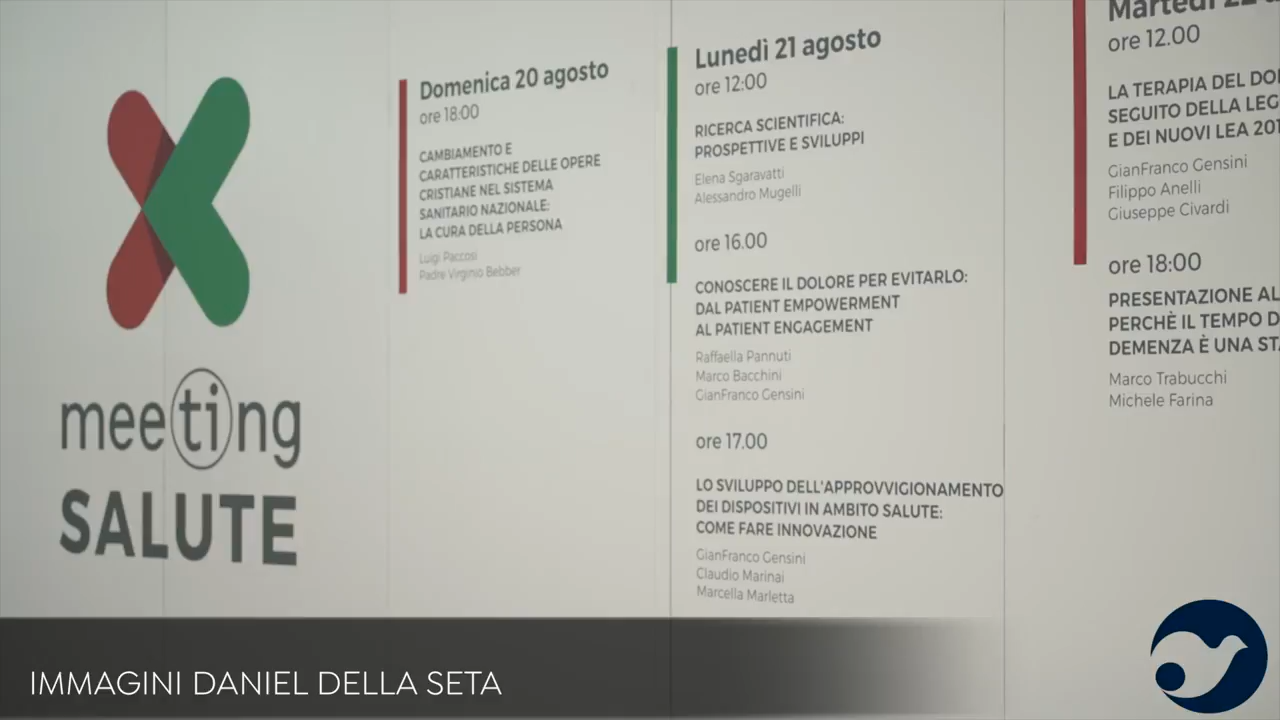 meeting
SALUTE
Domenica 20 agosto
ore 18:00
CAMBIAMENTO E
CARATTERISTICHE DELLE OPERE
CRISTIANE NEL SISTEMA
SANITARIO NAZIONALE:
LA CURA DELLA PERSONA
Luigi Paccosi
Padre Virginio Bebber
Lunedì 21 agosto
ore 12:00
RICERCA SCIENTIFICA:
PROSPETTIVE E SVILUPPI
Elena Sgaravatti
Alessandro Mugelli
ore 16.00
CONOSCERE IL DOLORE PER EVITARLO:
DAL PATIENT EMPOWERMENT
AL PATIENT ENGAGEMENT
Raffaella Pannuti
Marco Bacchini
GianFranco Gensini
ore 17.00
LO SVILUPPO DELL'APPROVVIGIONAMENTO
DEI DISPOSITIVI IN AMBITO SALUTE:
COME FARE INNOVAZIONE
GianFranco Gensini
Claudio Marinai
Marcella Marletta
Martedì 22
ore 12.00
LA TERAPIA DEL
SEGUITO DELLA
E DEI NUOVI LEA
GianFranco Gensini
Filippo Anelli
Giuseppe Civardi
ore 18:00
PRESENTAZIONE
PERCHÈ IL TEMPO
DEMENZA È UNA
Marco Trabucchi
Michele Farina
IMMAGINI DANIEL DELLA SETA